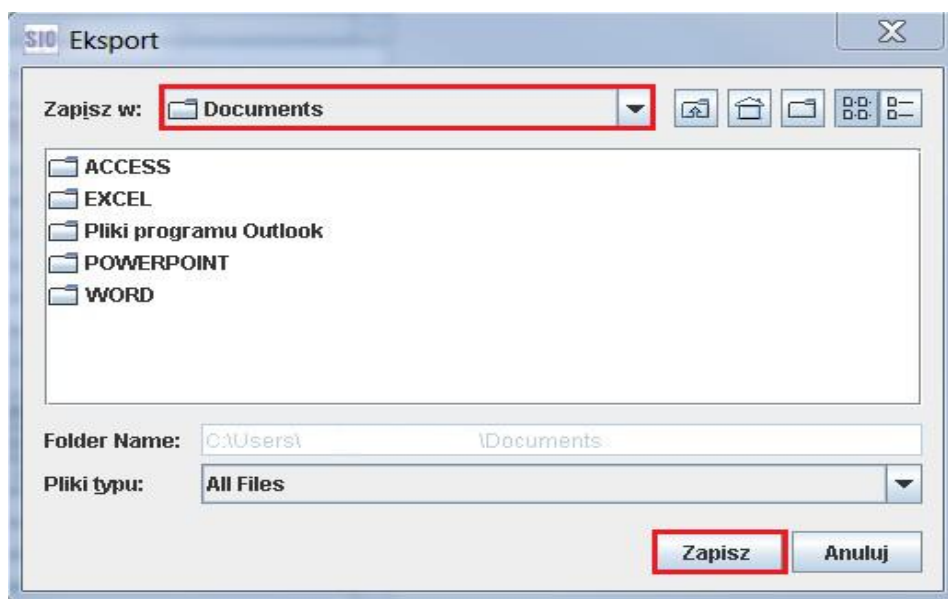 SIO Eksport
Zapisz w: Documents
ACCESS
EXCEL
Pliki programu Outlook
POWERPOINT
WORD
Folder Name: C:\Users\ \Documents
Pliki typu: All Files
Zapisz Anuluj